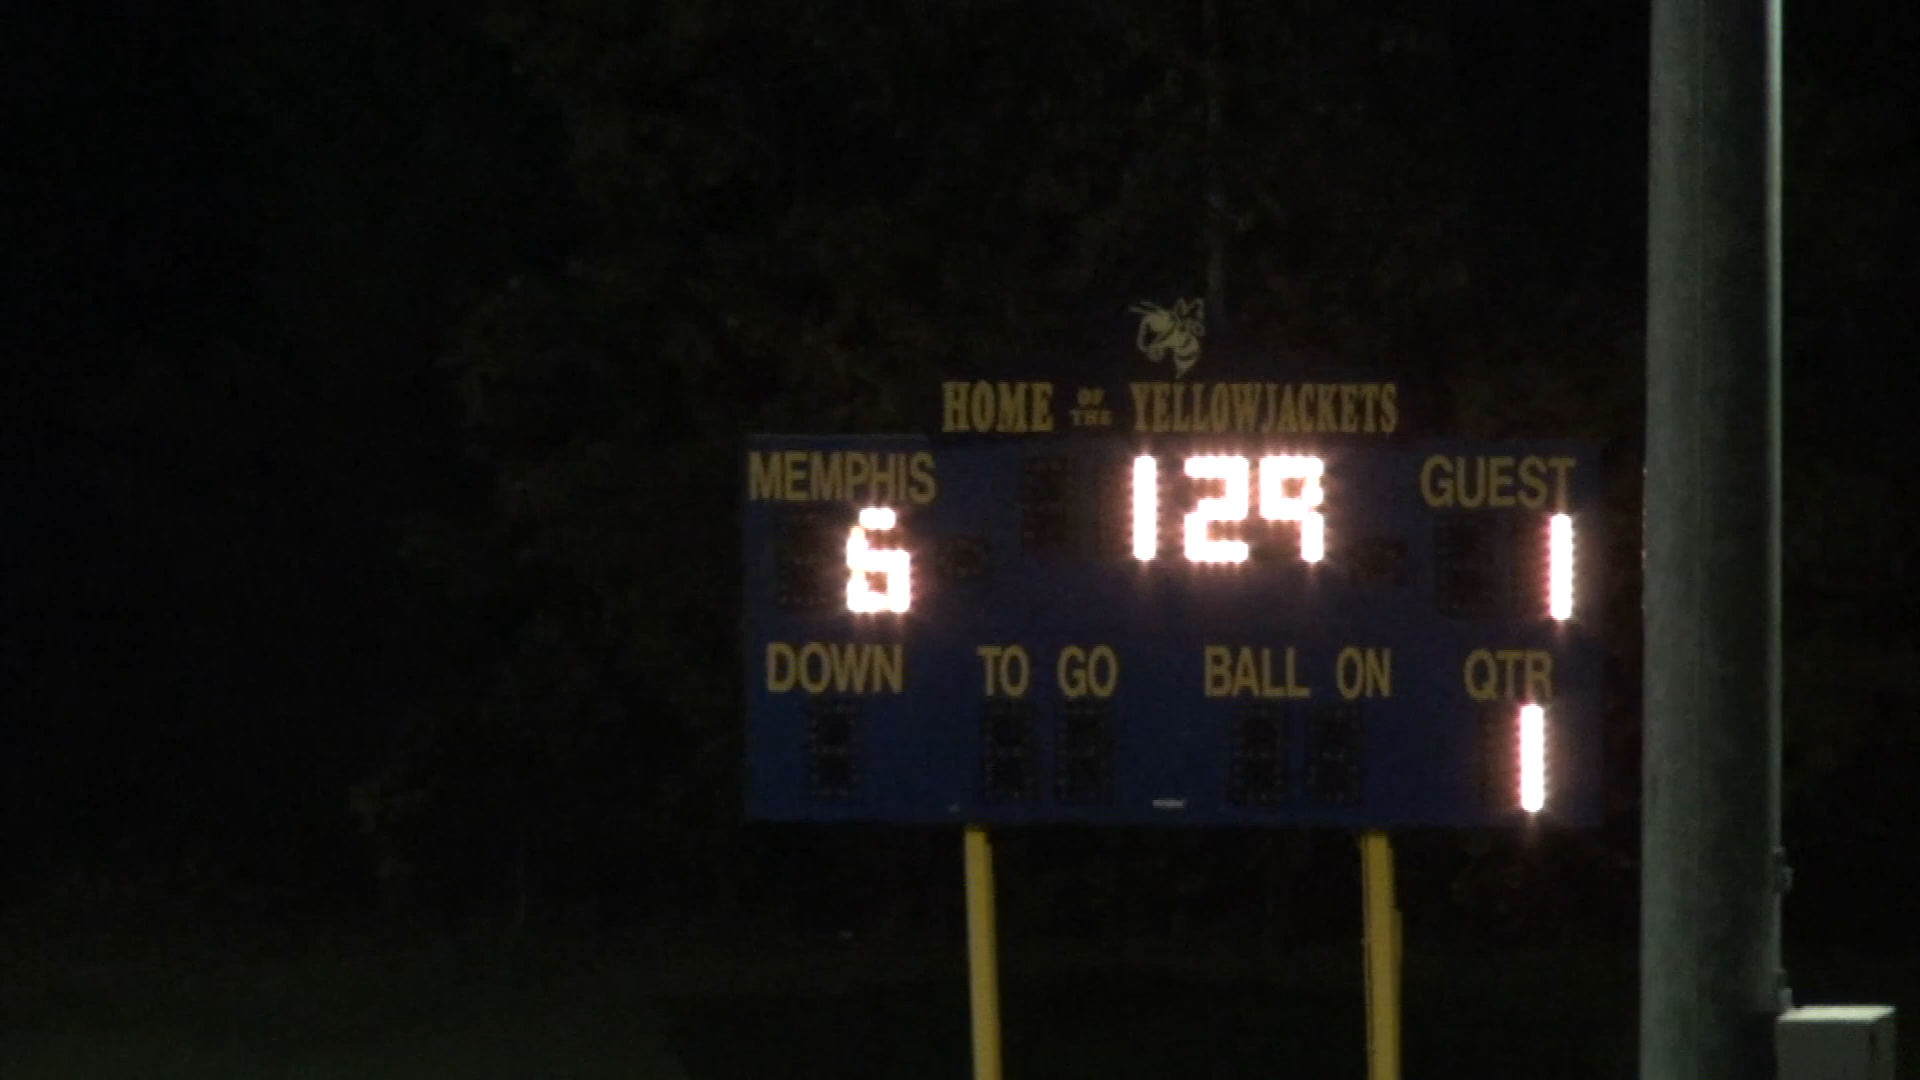 HOME OF THE YELLOWJACKETS
MEMPHIS 129 GUEST
6 1
DOWN TO GO BALL ON QTR
1